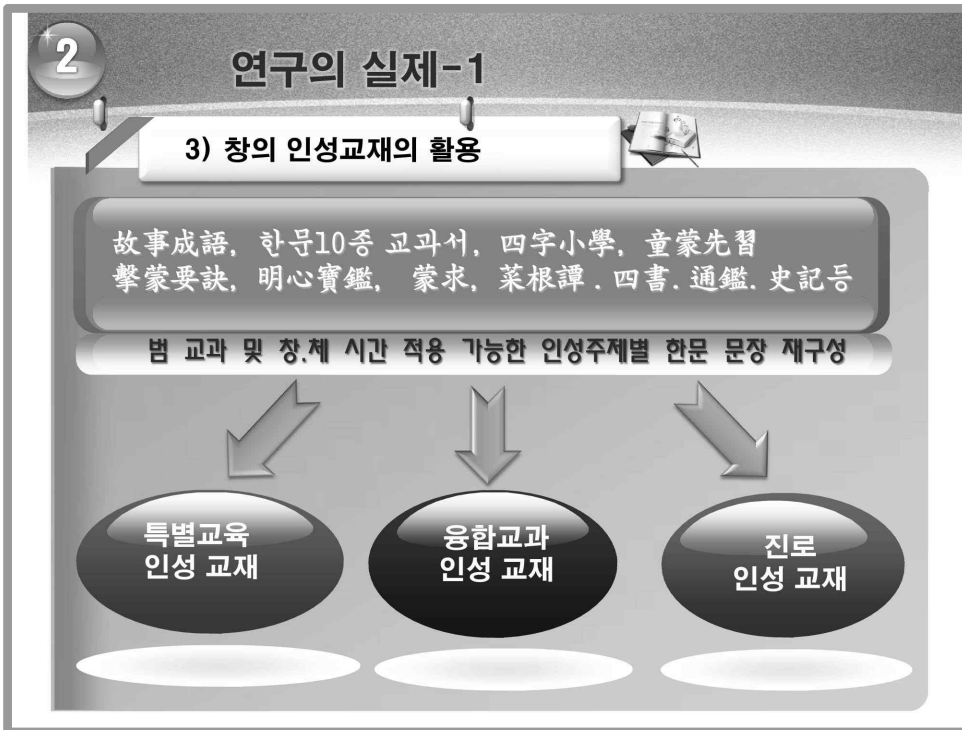 2
연구의 실제-1
3) 창의 인성교재의 활용
故事成語, 한문10종 교과서, 四字小學, 童蒙先習
擊蒙要訣, 明心寶鑑, 蒙求, 菜根譚 . 四書. 通鑑. 史記등
범 교과 및 창.체 시간 적용 가능한 인성주제별 한문 문장 재구성
특별교육
인성 교재
융합교과
인성 교재
진로
인성 교재